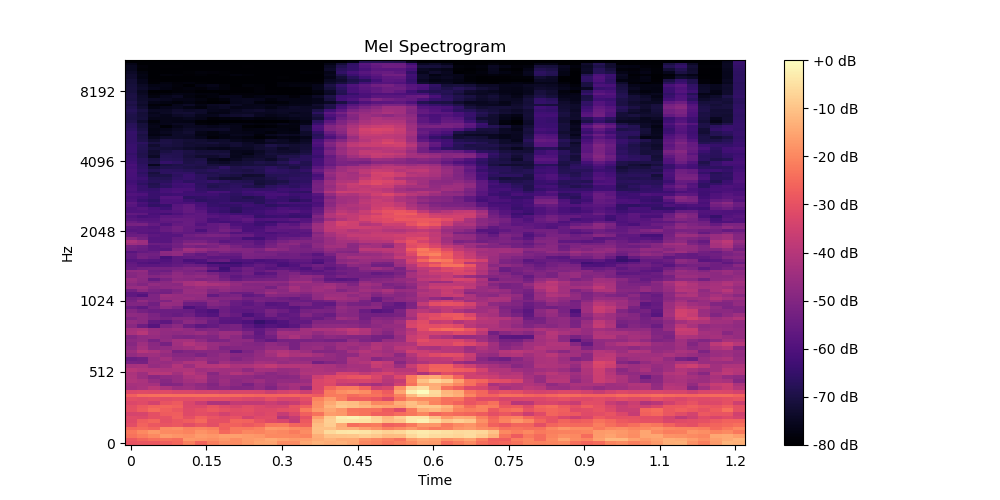 Mel Spectrogram
Hz
8192
4096
2048
1024
512
0
0 0.15 0.3 0.45 0.6 0.75 0.9 1.1 1.2
Time
+0 dB
-10 dB
-20 dB
-30 dB
-40 dB
-50 dB
-60 dB
-70 dB
-80 dB